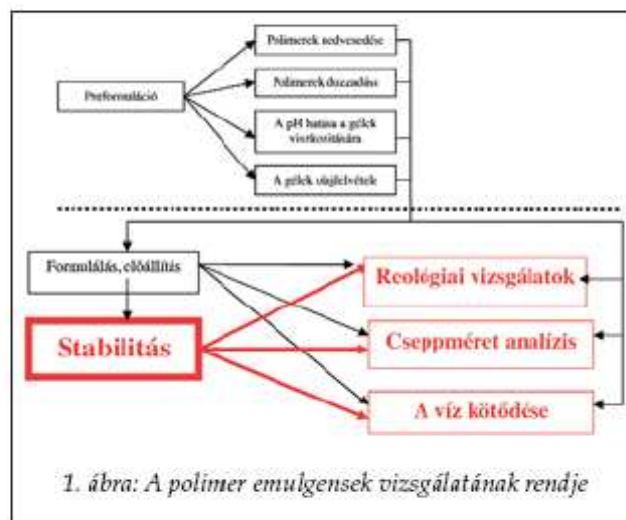 Polimerek nedvesedése
Preformuláció
Polimerek duzzadása
A pH hatása a gélek
viszkozitására
A gélek olajfelvétele
Formulálás, előállítás
Reológiai vizsgálatok
Stabilitás
Cseppméret analízis
A víz kötődése
1. ábra: A polimer emulgensek vizsgálatának rendje